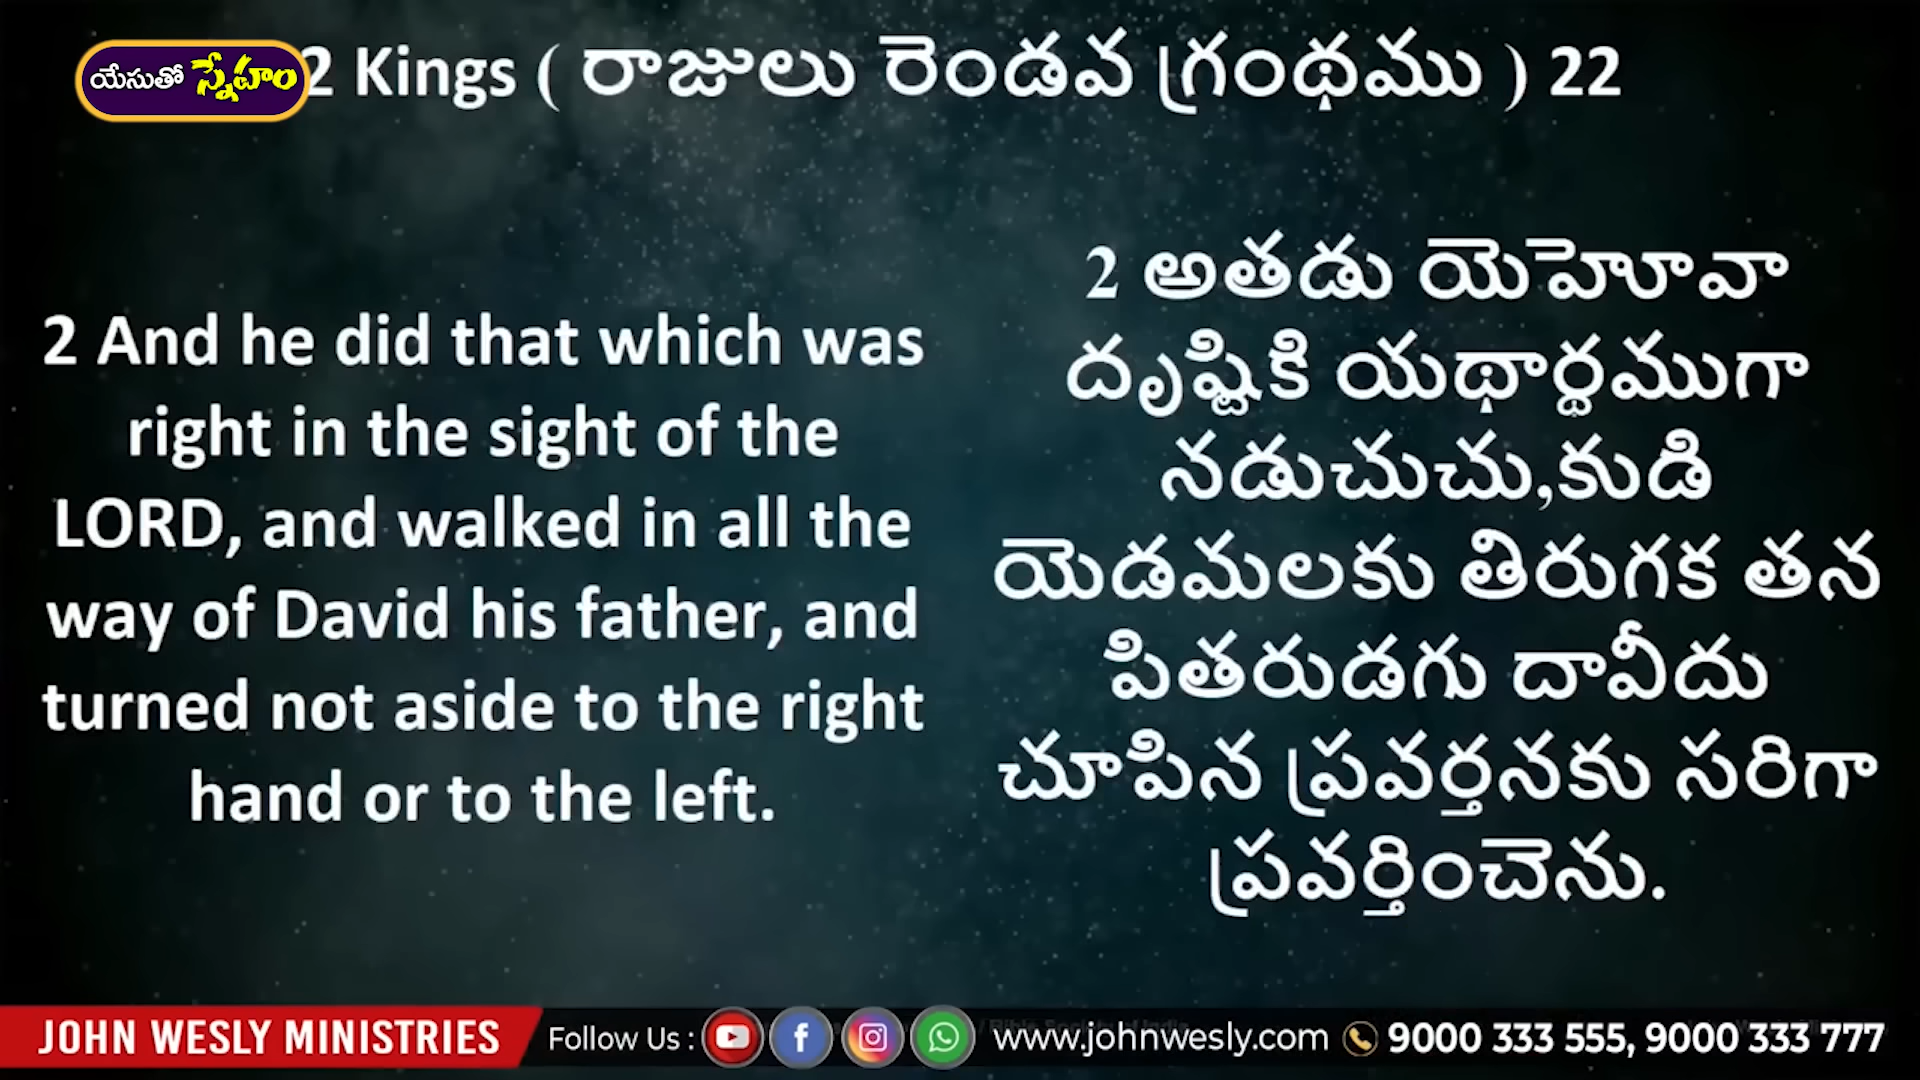 యేసుతో స్నేహం
2 Kings ( రాజులు రెండవ గ్రంథము ) 22
2 And he did that which was
right in the sight of the
LORD, and walked in all the
way of David his father, and
turned not aside to the right
hand or to the left.
2 అతడు యెహెూవా
దృష్టికి యథార్థముగా
నడుచుచు,కుడి
యెడమలకు తిరుగక తన
పితరుడగు దావీదు
చూపిన ప్రవర్తనకు సరిగా
ప్రవర్తించెను.
JOHN WESLY MINISTRIES
Follow Us : www.johnwesly.com 9000 333 555, 9000 333 777